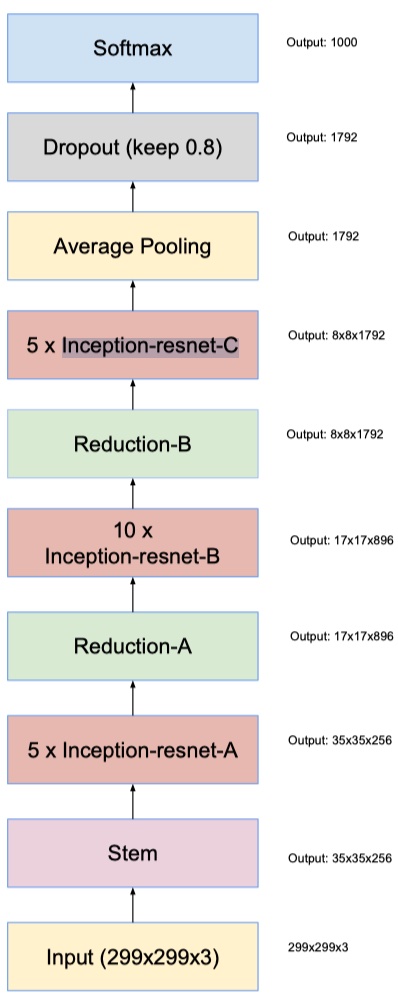 Softmax
Output: 1000
Dropout (keep 0.8)
Output: 1792
Average Pooling
Output: 1792
5 x Inception-resnet-C
Output: 8x8x1792
Reduction-B
Output: 8x8x1792
10 x
Inception-resnet-B
Output: 17x17x896
Reduction-A
Output: 17x17x896
5 x Inception-resnet-A
Output: 35x35x256
Stem
Output: 35x35x256
Input (299x299x3)
299x299x3